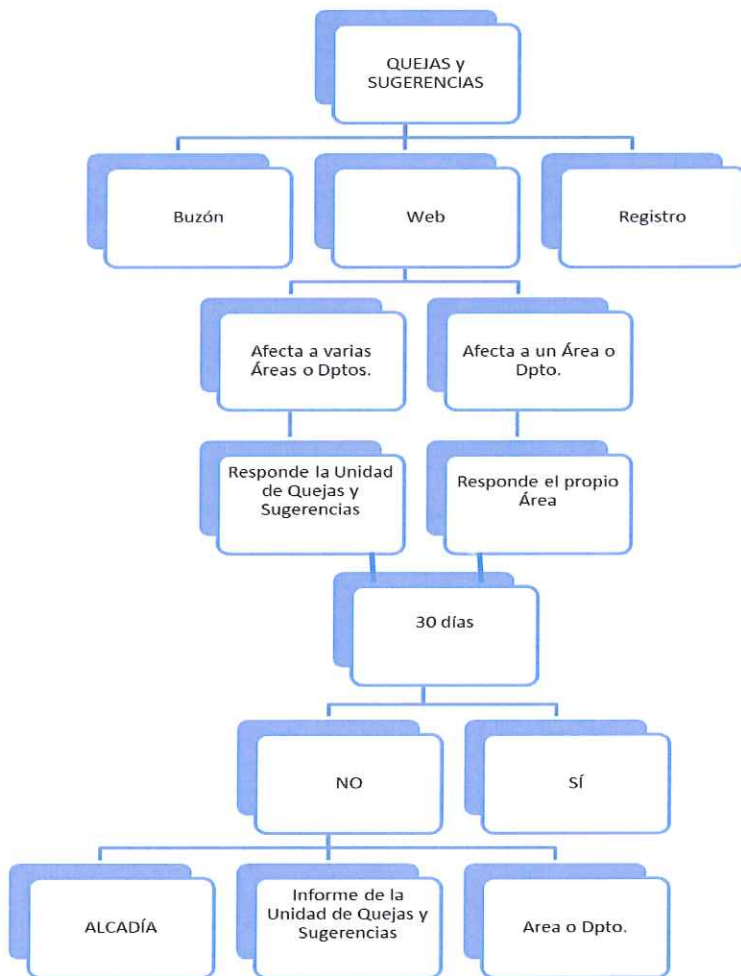 QUEJAS y
SUGERENCIAS
Buzón
Web
Registro
Afecta a varias
Áreas o Dptos.
Afecta a un Área o
Dpto.
Responde la Unidad
de Quejas y
Sugerencias
Responde el propio
Área
30 días
NO
SÍ
ALCADÍA
Informe de la
Unidad de Quejas y
Sugerencias
Area o Dpto.